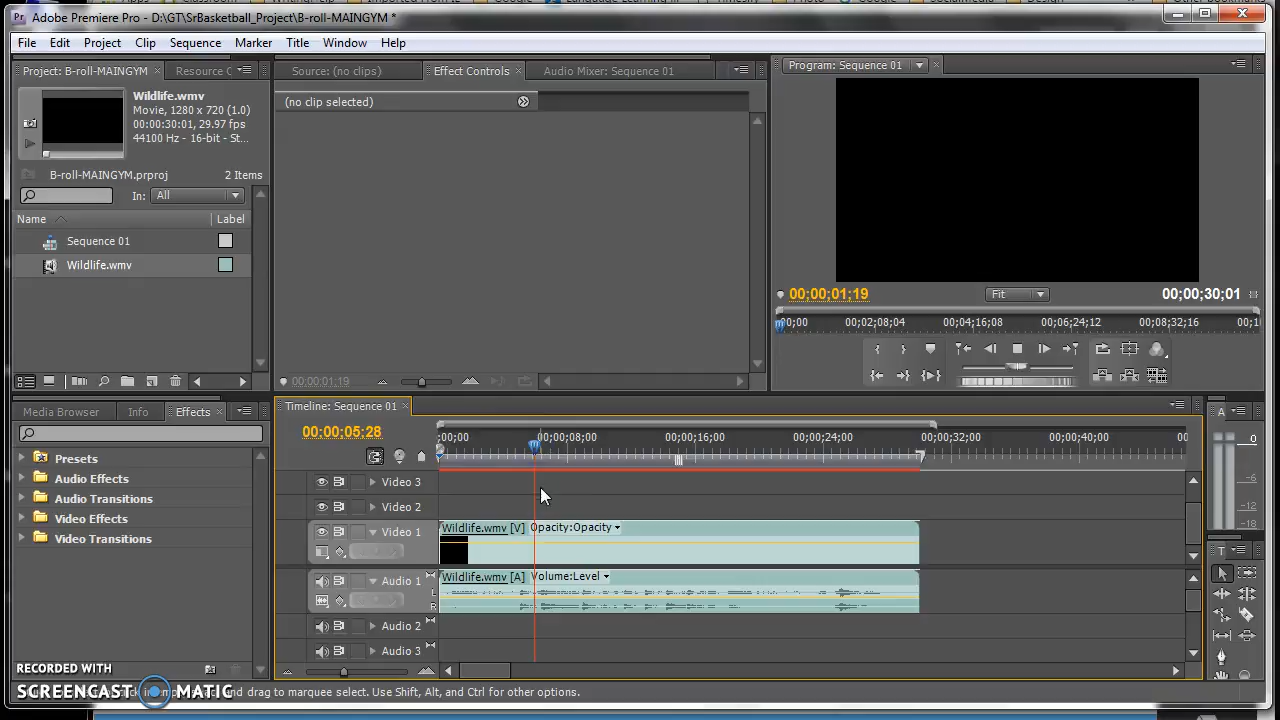 Adobe Premiere Pro - D:\GT\SrBasketball_Project\B-roll-MAINGYM *
File Edit Project Clip Sequence Marker Title Window Help
Project: B-roll-MAINGYM
Resource C
Wildlife.wmv
Movie, 1280 x 720 (1.0)
00:00:30:01, 29.97 fps
44100 Hz - 16-bit - St...
B-roll-MAINGYM.prproj 2 Items
In: All
Name Label
Sequence 01
Wildlife.wmv
Source: (no clips) Effect Controls Audio Mixer: Sequence 01
(no clip selected)
00;00;01;19
Program: Sequence 01
00;00;01;19 Fit 00;00;30;01
;00 00;02;08;04 00;04;16;08 00;06;24;12 00;08;32;16 00;1
Media Browser Info Effects
Presets
Audio Effects
Audio Transitions
Video Effects
Video Transitions
Timeline: Sequence 01
00;00;05;28
;00;00 00;00;08;00 00;00;16;00 00;00;24;00 00;00;32;00 00;00;40;00 00
Video 3
Video 2
Video 1
Wildlife.wmv [V] Opacity:Opacity
Audio 1
L
R
Wildlife.wmv [A] Volume:Level
Audio 2
Audio 3
A
0
-6
-12
-18
T
RECORDED WITH
SCREENCAST MATIC
and drag to marquee select. Use Shift, Alt, and Ctrl for other options.